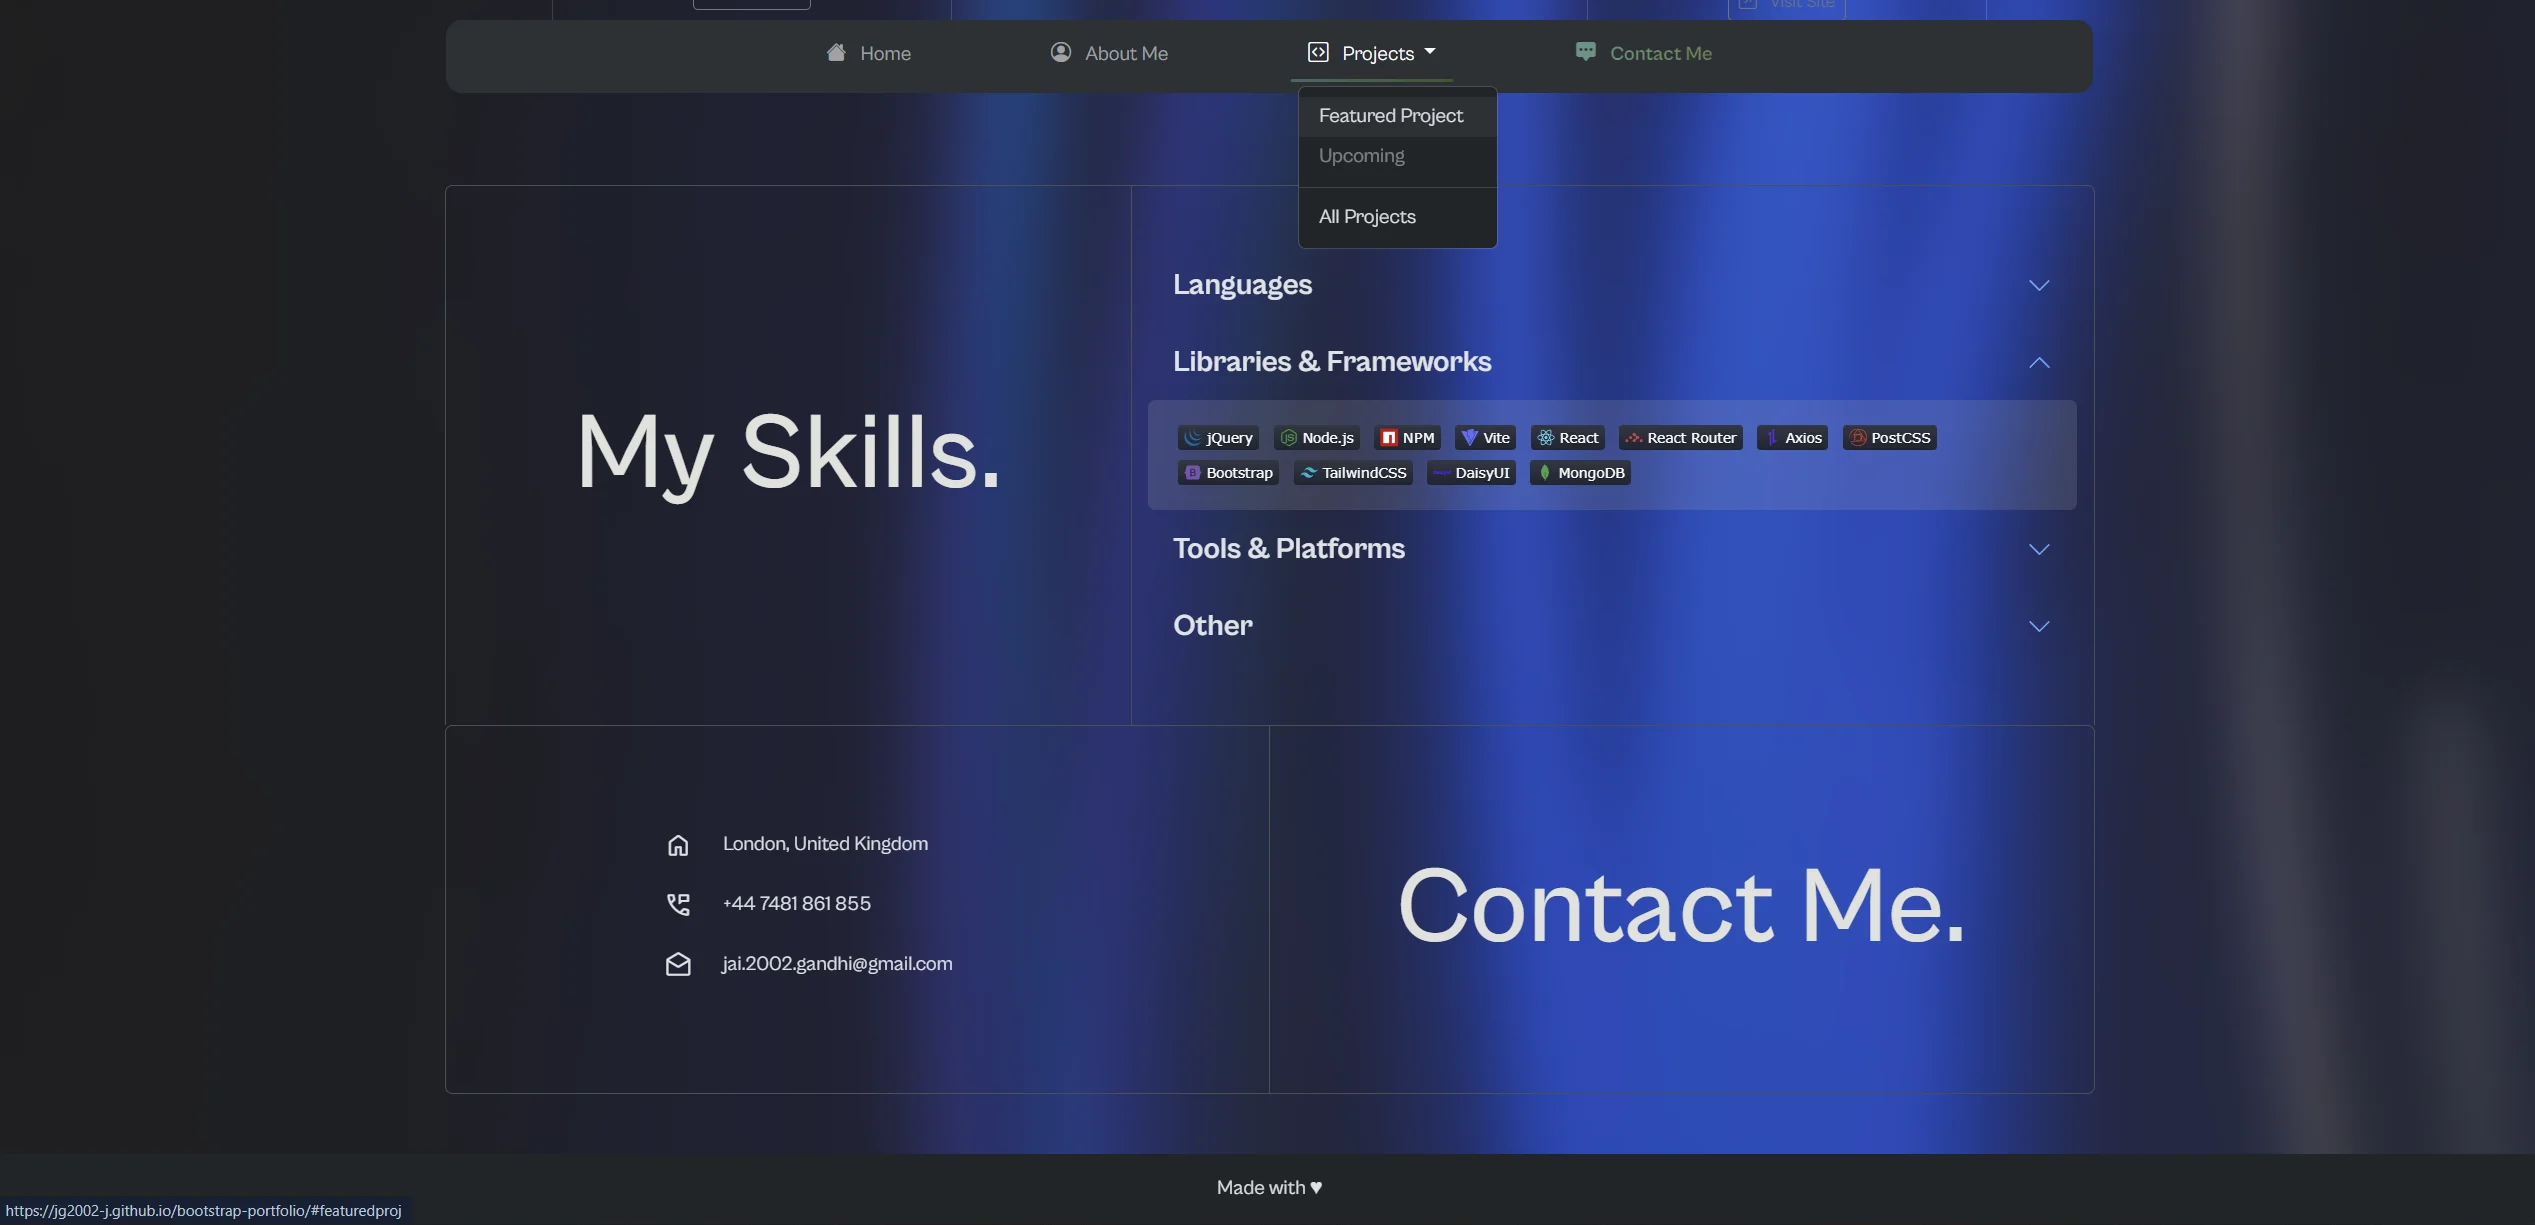 Visit Site
Home
About Me
Projects
Contact Me
Featured Project
Upcoming
All Projects
My Skills.
Languages
Libraries & Frameworks
jQuery Node.js NPM Vite React React Router Axios PostCSS
Bootstrap TailwindCSS DaisyUI MongoDB
Tools & Platforms
Other
London, United Kingdom
+44 7481 861 855
jai.2002.gandhi@gmail.com
Contact Me.
Made with ♥
https://jg2002-j.github.io/bootstrap-portfolio/#featuredproj